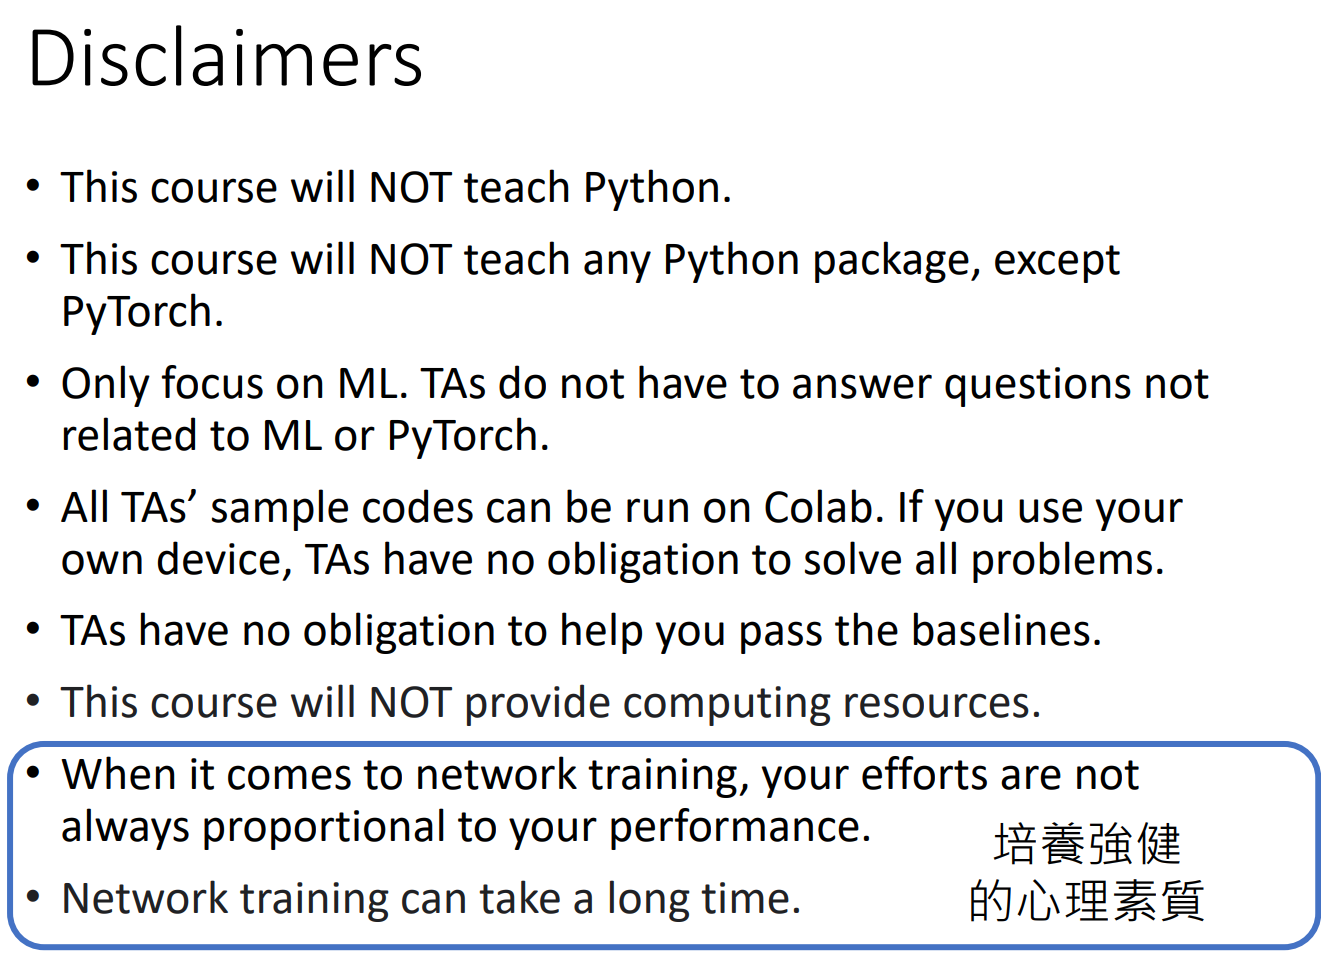 Disclaimers
• This course will NOT teach Python.
• This course will NOT teach any Python package, except
PyTorch.
• Only focus on ML. TAs do not have to answer questions not
related to ML or PyTorch.
• All TAs’ sample codes can be run on Colab. If you use your
own device, TAs have no obligation to solve all problems.
• TAs have no obligation to help you pass the baselines.
• This course will NOT provide computing resources.
• When it comes to network training, your efforts are not
always proportional to your performance.
• Network training can take a long time.
培養強健
的心理素質